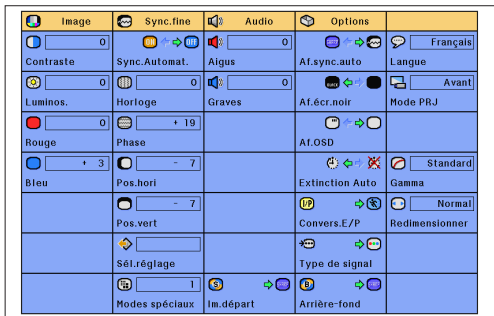 Image Sync.fine Audio Options
0 ON OFF 0 Français
Contraste Sync.Automat. Aigus Af.sync.auto Langue
0 0 0 Avant
Luminos. Horloge Graves Af.écr.noir Mode PRJ
0 + 19
Rouge Phase Af.OSD
+ 3 - 7 Standard
Bleu Pos.hori Extinction Auto Gamma
- 7 I/P Normal
Pos.vert Convers.E/P Redimensionner
Sél.réglage Type de signal
1
Modes spéciaux Im.départ Arrière-fond